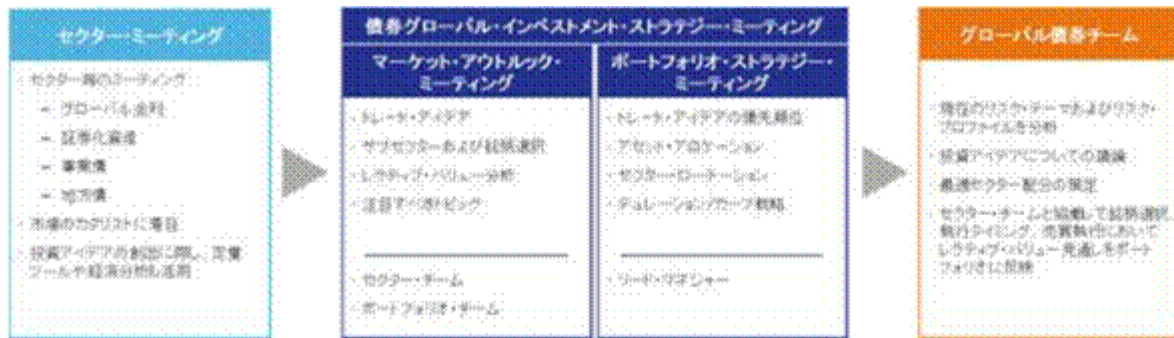 セクター・ミーティング
・セクター毎のミーティング
– グローバル金利
– 証券化資産
– 事業債
– 地方債
・市場のカタリストに着目
・投資アイデアの創出に際し、定量
ツールや経済分析も活用
債券グローバル・インベストメント・ストラテジー・ミーティング
マーケット・アウトルック・
ミーティング
・トレード・アイデア
・サブセクターおよび銘柄選択
・レラティブ・バリュー分析
・注目すべきトピック
・セクター・チーム
・ポートフォリオ・チーム
ポートフォリオ・ストラテジー・
ミーティング
・トレード・アイデアの優先順位
・アセット・アロケーション
・セクター・ローテーション
・デュレーション/カーブ戦略
・リード・マネジャー
グローバル債券チーム
・現在のリスク・テーマおよびリスク・
プロファイルを分析
・投資アイデアについての議論
・最適セクター配分の策定
・セクター・チームと協働して銘柄選択、
執行タイミング、売買執行において
レラティブ・バリュー見通しをポート
フォリオに反映